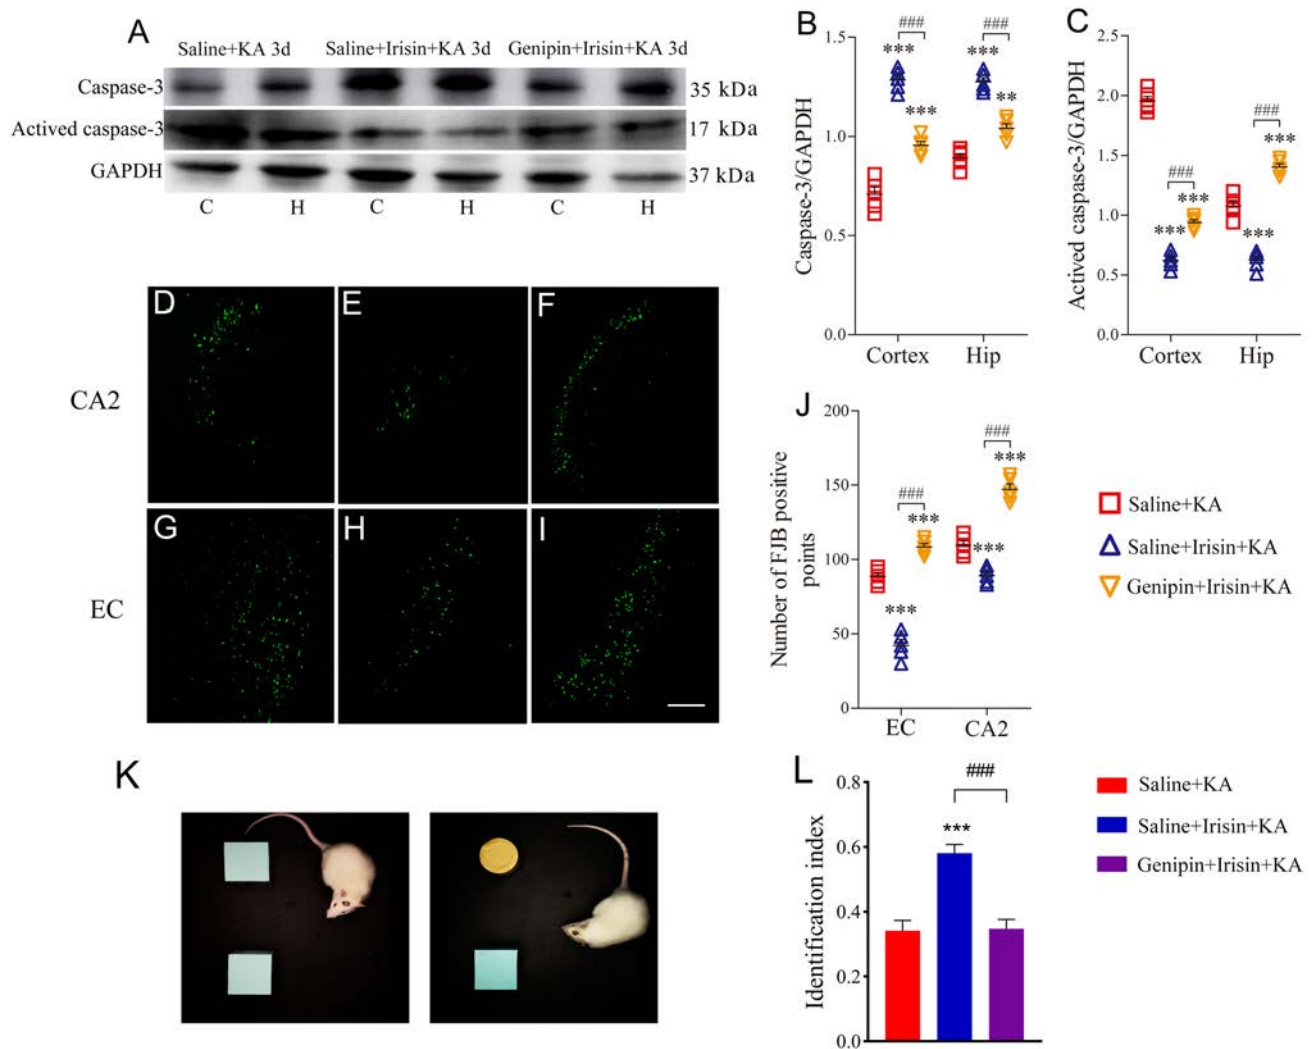 A
Saline+KA 3d Saline+Irisin+KA 3d Genipin+Irisin+KA 3d
Caspase-3 35 kDa
Actived caspase-3 17 kDa
GAPDH 37 kDa
C H C H C H
B
Caspase-3/GAPDH
1.5
1.0
0.5
0.0
### ###
*** ***
*** **
Cortex Hip
C
Actived caspase-3/GAPDH
2.5
2.0
1.5
1.0
0.5
0.0
###
***
###
***
*** ***
Cortex Hip
D E F
CA2
G H I
EC
J
Number of FJB positive
points
200
150
100
50
0
###
***
###
***
***
***
EC CA2
Saline+KA
Saline+Irisin+KA
Genipin+Irisin+KA
K
L
Identification index
0.8
0.6
0.4
0.2
0.0
###
***
Saline+KA
Saline+Irisin+KA
Genipin+Irisin+KA